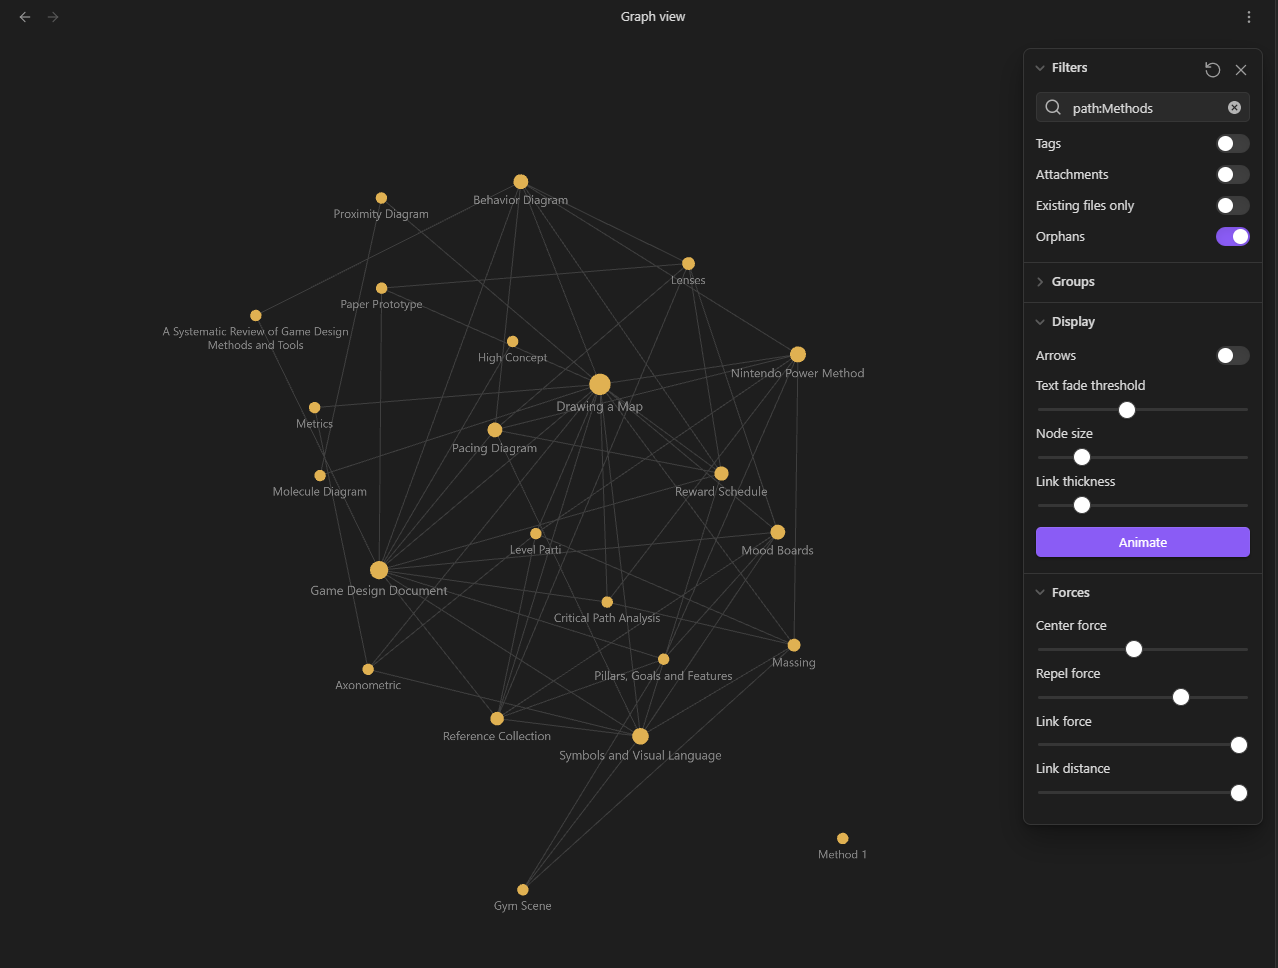 Graph view
Filters
path:Methods
Tags
Attachments
Existing files only
Orphans
Groups
Display
Arrows
Text fade threshold
Node size
Link thickness
Animate
Forces
Center force
Repel force
Link force
Link distance
Behavior Diagram
Proximity Diagram
Lenses
Paper Prototype
A Systematic Review of Game Design
Methods and Tools
High Concept
Nintendo Power Method
Drawing a Map
Metrics
Pacing Diagram
Molecule Diagram
Reward Schedule
Level Parti
Mood Boards
Game Design Document
Critical Path Analysis
Massing
Pillars, Goals and Features
Axonometric
Reference Collection
Symbols and Visual Language
Method 1
Gym Scene